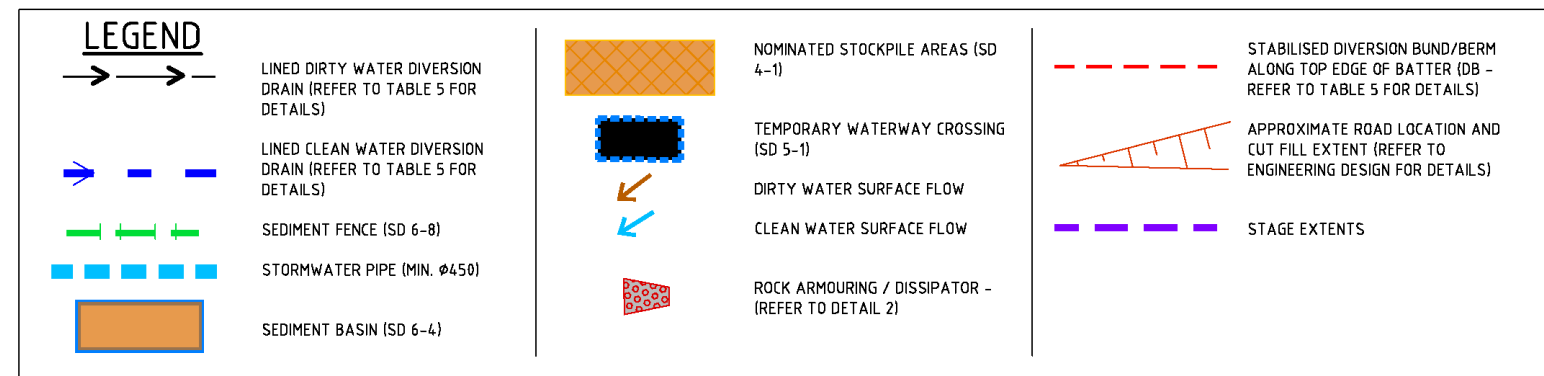 LEGEND
LINED DIRTY WATER DIVERSION
DRAIN (REFER TO TABLE 5 FOR
DETAILS)
LINED CLEAN WATER DIVERSION
DRAIN (REFER TO TABLE 5 FOR
DETAILS)
SEDIMENT FENCE (SD 6-8)
STORMWATER PIPE (MIN. Ø450)
SEDIMENT BASIN (SD 6-4)
NOMINATED STOCKPILE AREAS (SD
4-1)
TEMPORARY WATERWAY CROSSING
(SD 5-1)
DIRTY WATER SURFACE FLOW
CLEAN WATER SURFACE FLOW
ROCK ARMOURING / DISSIPATOR -
(REFER TO DETAIL 2)
STABILISED DIVERSION BUND/BERM
ALONG TOP EDGE OF BATTER (DB -
REFER TO TABLE 5 FOR DETAILS)
APPROXIMATE ROAD LOCATION AND
CUT FILL EXTENT (REFER TO
ENGINEERING DESIGN FOR DETAILS)
STAGE EXTENTS